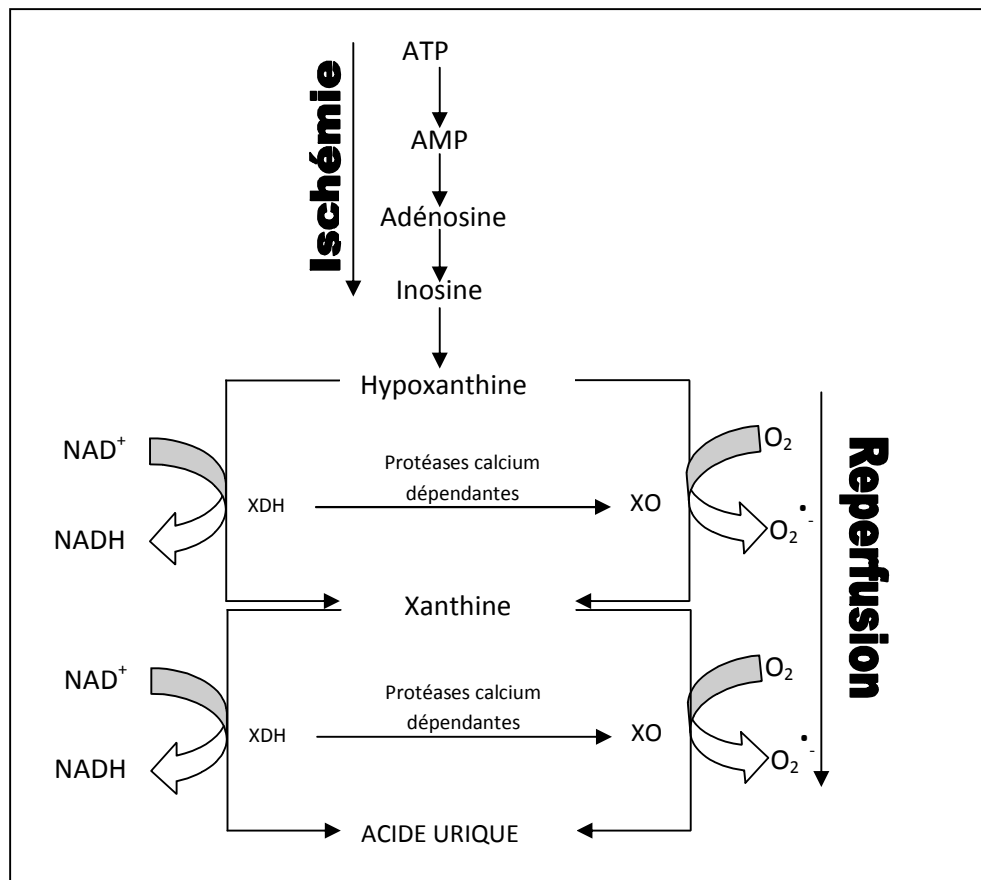 Ischémie
ATP
AMP
Adénosine
Inosine
Hypoxanthine
NAD⁺
Protéases calcium
dépendantes
O₂
XDH
XO
NADH
O₂•⁻
Xanthine
NAD⁺
Protéases calcium
dépendantes
O₂
XDH
XO
NADH
O₂•⁻
ACIDE URIQUE
Reperfusion